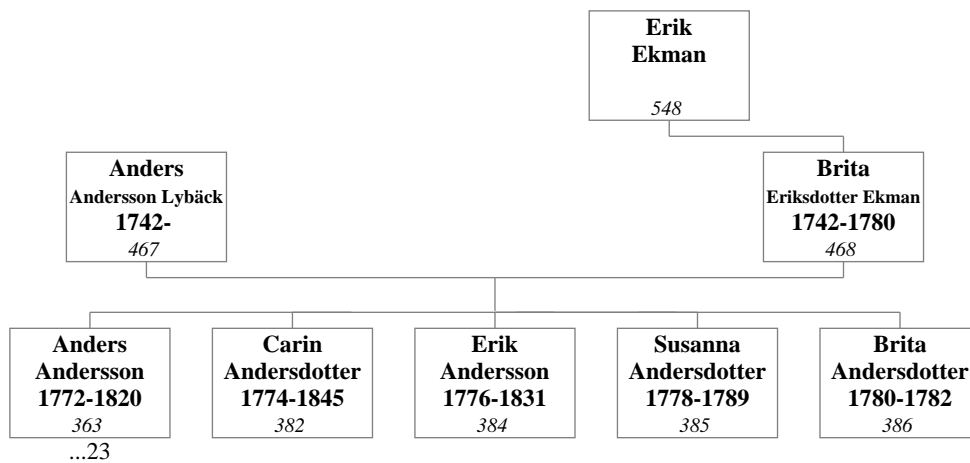 Erik
Ekman
548
Anders
Andersson Lybäck
1742-
467
Brita
Eriksdotter Ekman
1742-1780
468
Anders
Andersson
1772-1820
363
...23
Carin
Andersdotter
1774-1845
382
Erik
Andersson
1776-1831
384
Susanna
Andersdotter
1778-1789
385
Brita
Andersdotter
1780-1782
386